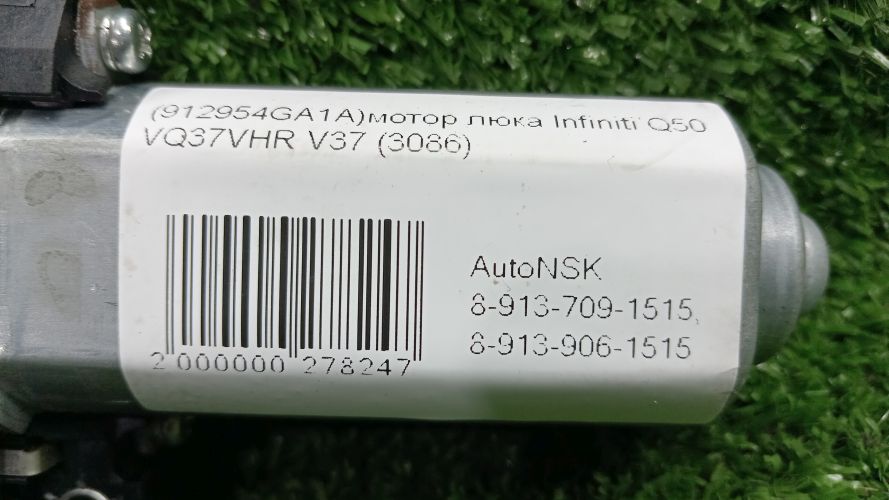 (912954GA1A)мотор люка Infiniti Q50
VQ37VHR V37 (3086)
AutoNSK
8-913-709-1515,
8-913-906-1515
2 000000 278247